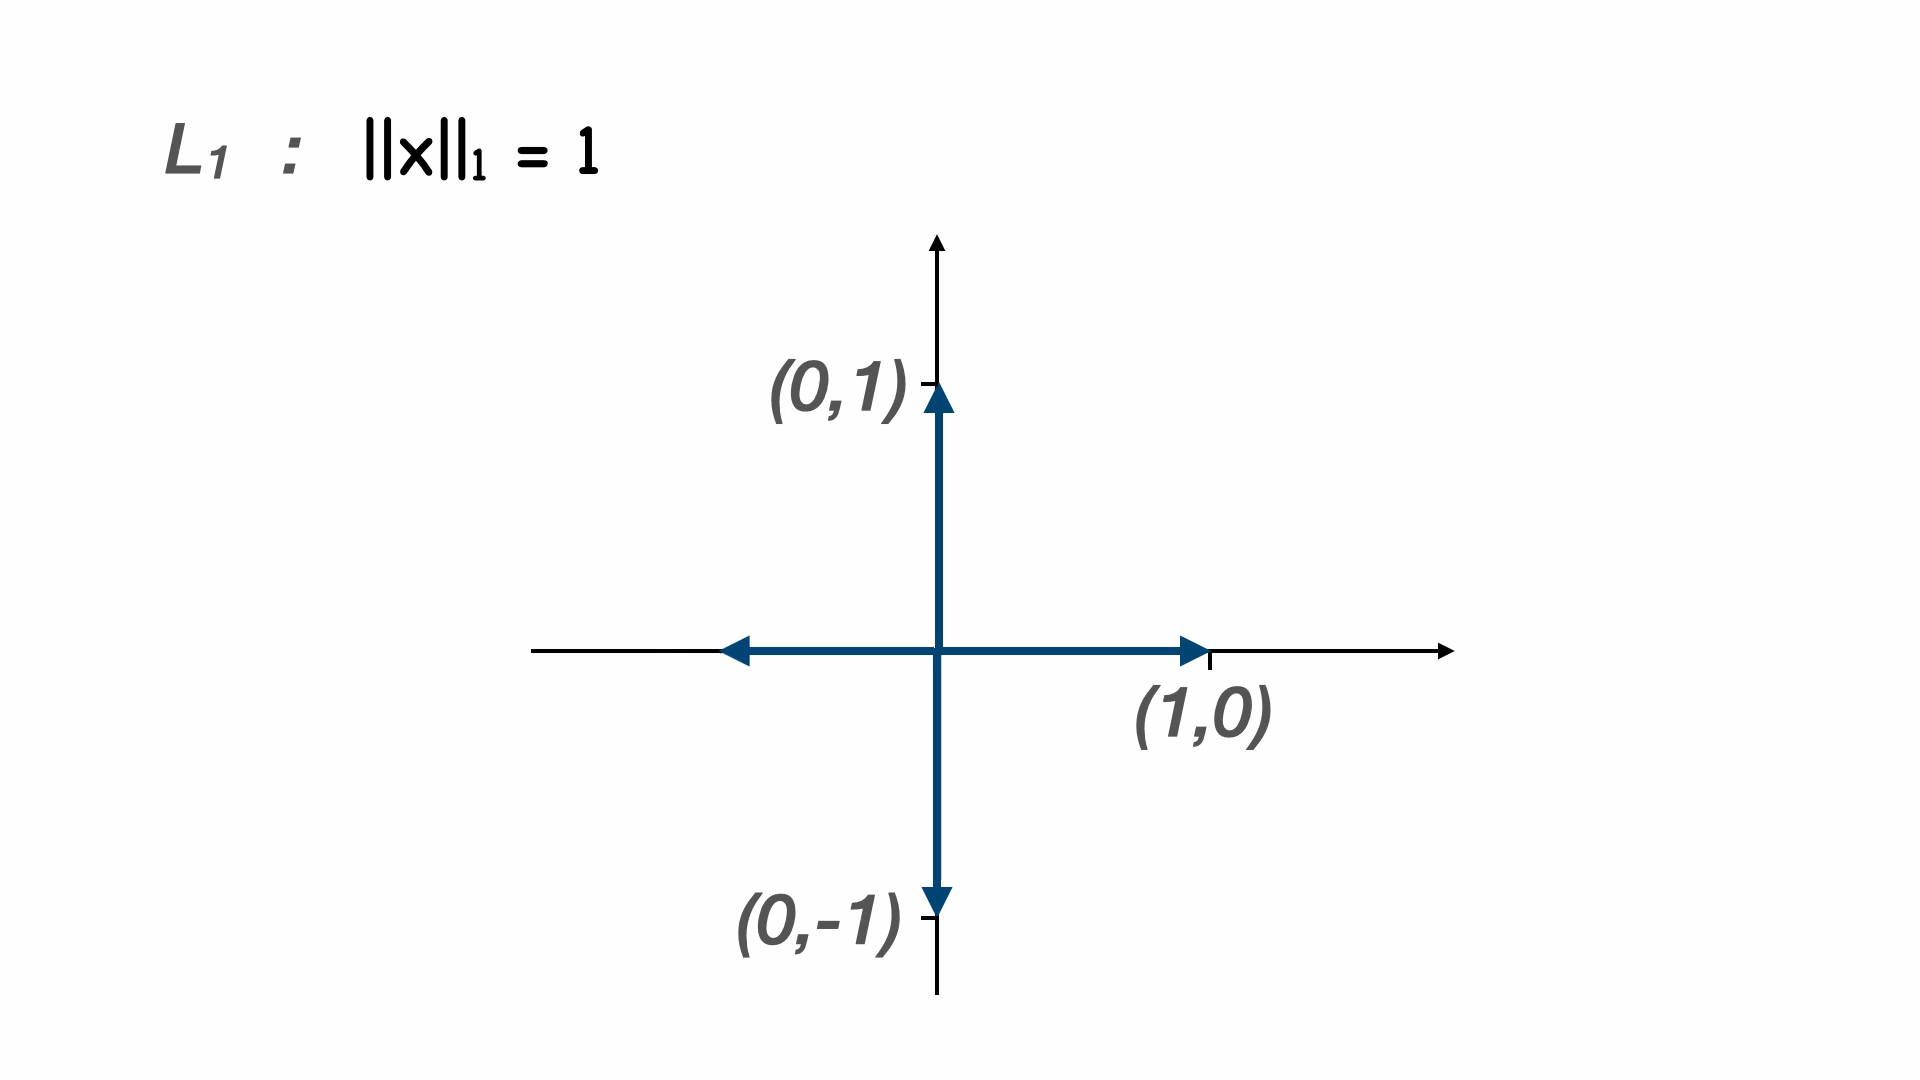 L₁ : ||x||₁ = 1
(0,1)
(1,0)
(0,-1)